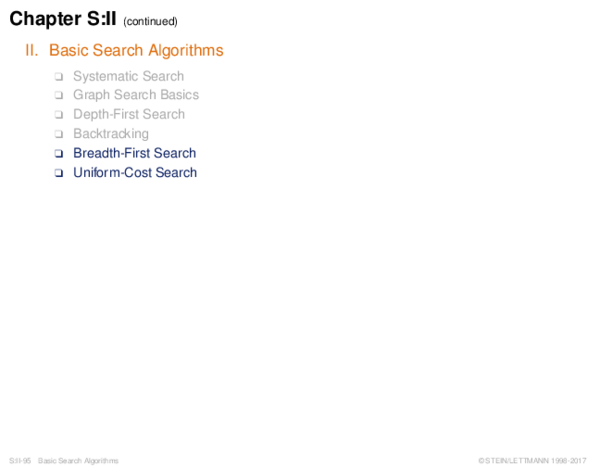 Chapter S:II (continued)
II. Basic Search Algorithms
❑ Systematic Search
❑ Graph Search Basics
❑ Depth-First Search
❑ Backtracking
❑ Breadth-First Search
❑ Uniform-Cost Search
S:II-95 Basic Search Algorithms ©STEIN/LETTMANN 1998-2017